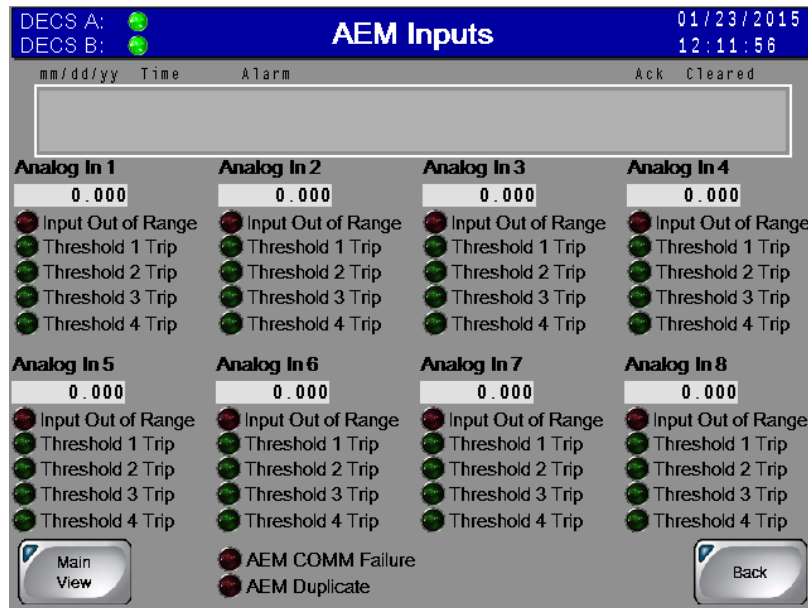 DECS A:
DECS B:
AEM Inputs
01/23/2015
12:11:56
mm/dd/yy Time Alarm Ack Cleared
Analog In 1 Analog In 2 Analog In 3 Analog In 4
0.000 0.000 0.000 0.000
Input Out of Range Input Out of Range Input Out of Range Input Out of Range
Threshold 1 Trip Threshold 1 Trip Threshold 1 Trip Threshold 1 Trip
Threshold 2 Trip Threshold 2 Trip Threshold 2 Trip Threshold 2 Trip
Threshold 3 Trip Threshold 3 Trip Threshold 3 Trip Threshold 3 Trip
Threshold 4 Trip Threshold 4 Trip Threshold 4 Trip Threshold 4 Trip
Analog In 5 Analog In 6 Analog In 7 Analog In 8
0.000 0.000 0.000 0.000
Input Out of Range Input Out of Range Input Out of Range Input Out of Range
Threshold 1 Trip Threshold 1 Trip Threshold 1 Trip Threshold 1 Trip
Threshold 2 Trip Threshold 2 Trip Threshold 2 Trip Threshold 2 Trip
Threshold 3 Trip Threshold 3 Trip Threshold 3 Trip Threshold 3 Trip
Threshold 4 Trip Threshold 4 Trip Threshold 4 Trip Threshold 4 Trip
Main
View
AEM COMM Failure
AEM Duplicate
Back